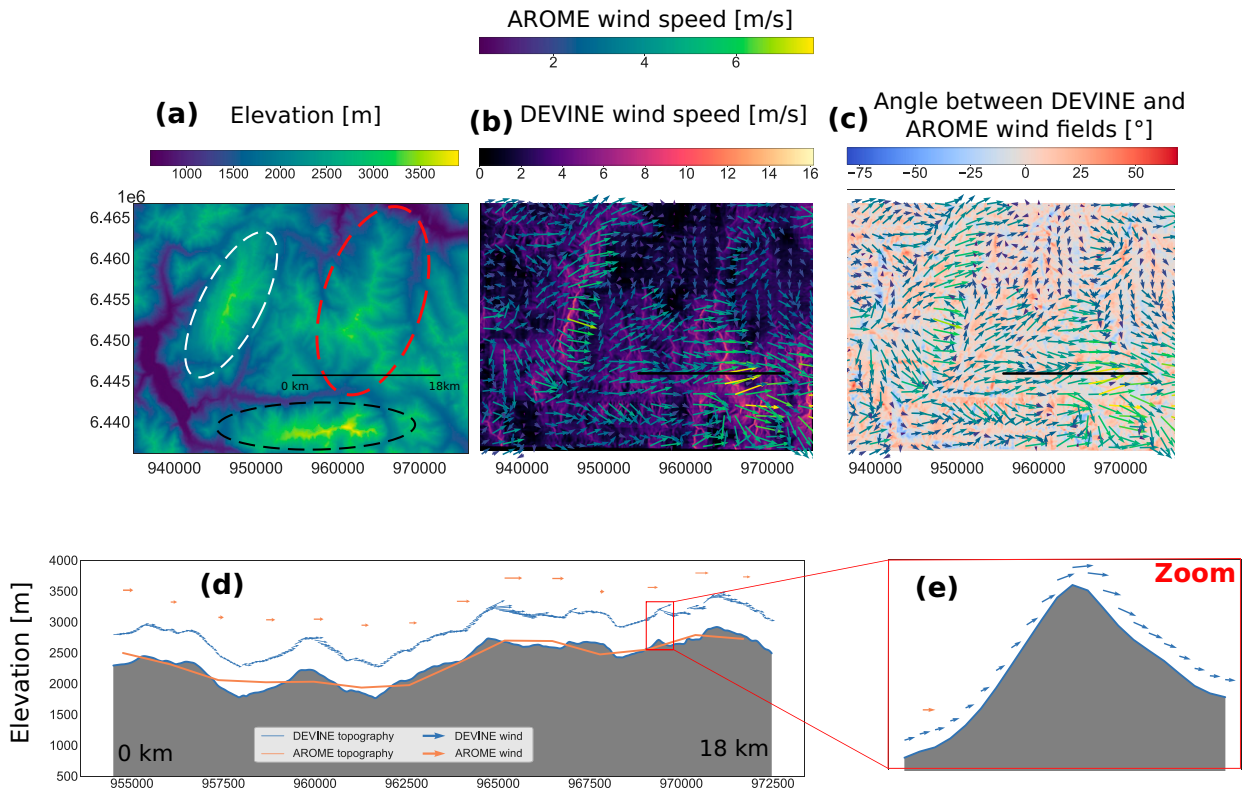 AROME wind speed [m/s]
2 4 6
(a) Elevation [m]
1000 1500 2000 2500 3000 3500
(b) DEVINE wind speed [m/s]
0 2 4 6 8 10 12 14 16
(c) Angle between DEVINE and
AROME wind fields [°]
−75 −50 −25 0 25 50
1e6
6.465
6.460
6.455
6.450
6.445
6.440
0 km 18km
940000 950000 960000 970000
940000 950000 960000 970000
940000 950000 960000 970000
Elevation [m]
4000
3500
3000
2500
2000
1500
1000
500
(d)
0 km
18 km
DEVINE topography
AROME topography
DEVINE wind
AROME wind
955000 957500 960000 962500 965000 967500 970000 972500
(e)
Zoom